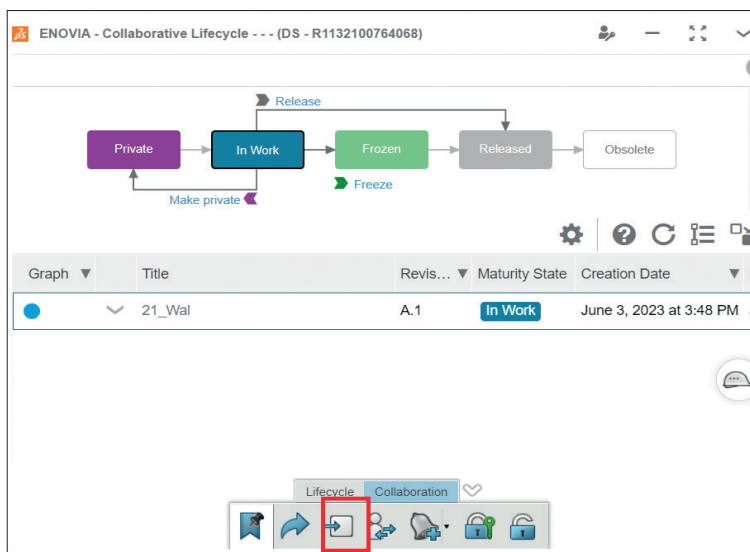 ENOVIA - Collaborative Lifecycle - - - (DS - R1132100764068)
Release
Private
In Work
Frozen
Released
Obsolete
Make private
Freeze
Graph Title Revis... Maturity State Creation Date
21_Wal A.1 In Work June 3, 2023 at 3:48 PM
Lifecycle Collaboration